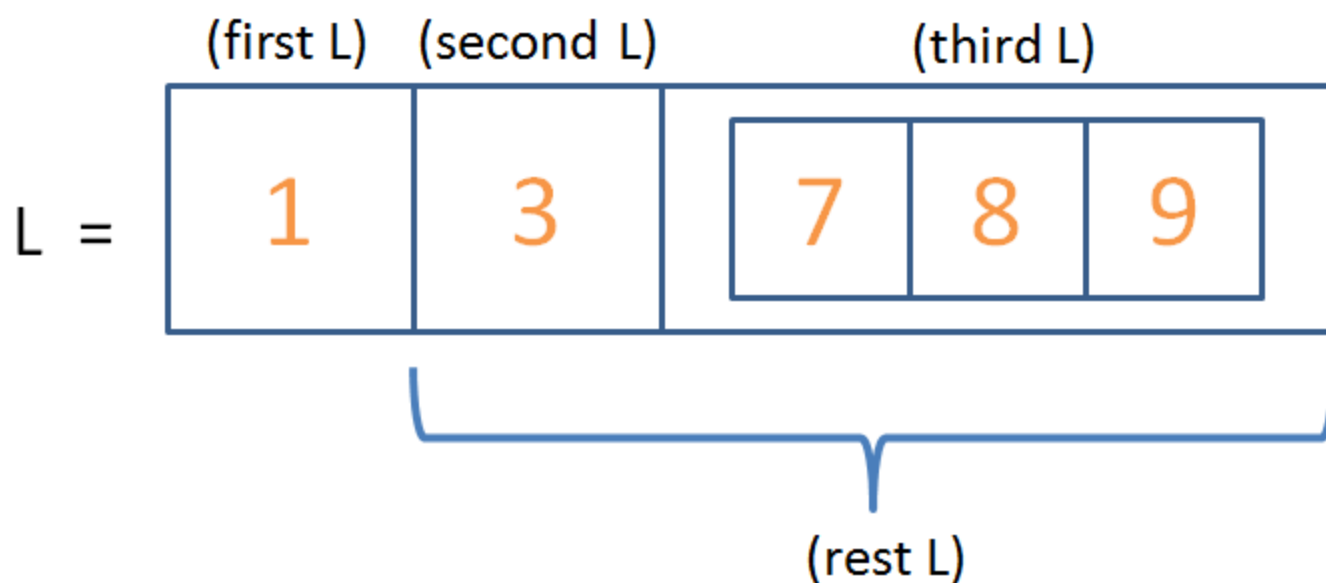 (first L) (second L) (third L)
L = 1 3 7 8 9
(rest L)